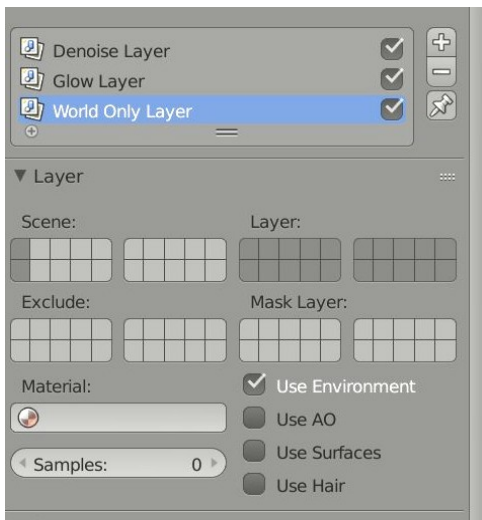 Denoise Layer
Glow Layer
World Only Layer
Layer
Scene: Layer:
Exclude: Mask Layer:
Material: Use Environment
Use AO
Samples: 0 Use Surfaces
Use Hair